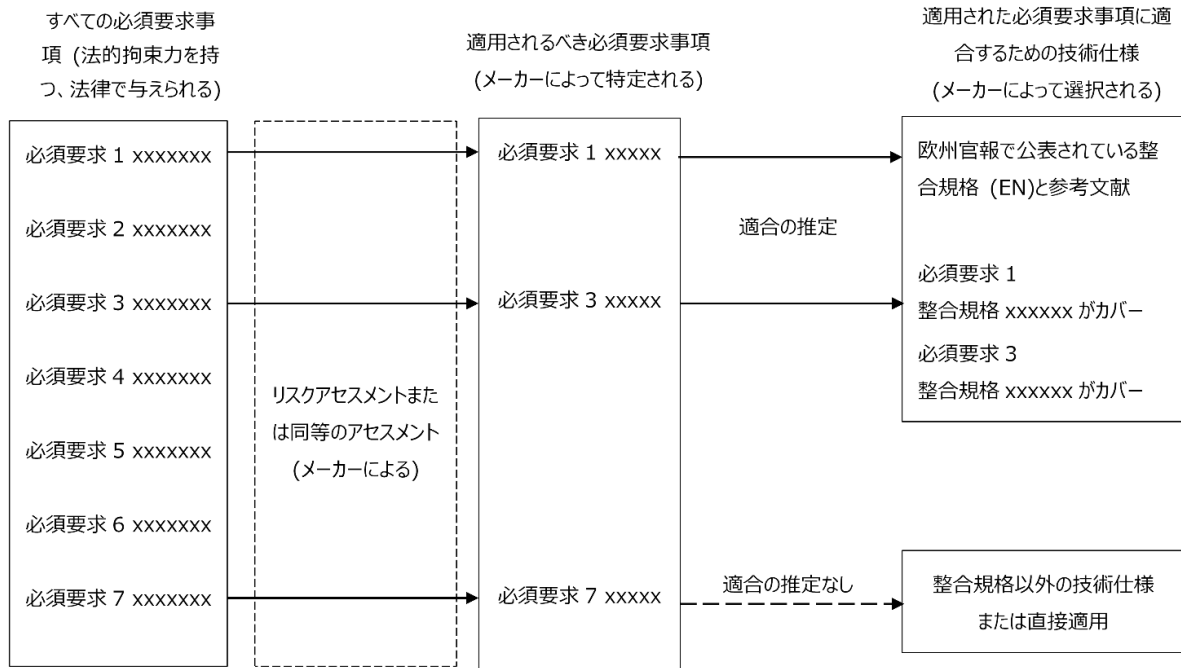 すべての必須要求事
項 (法的拘束力を持
つ、法律で与えられる)
適用されるべき必須要求事項
(メーカーによって特定される)
適用された必須要求事項に適
合するための技術仕様
(メーカーによって選択される)
必須要求 1 xxxxxxx
必須要求 2 xxxxxxx
必須要求 3 xxxxxxx
必須要求 4 xxxxxxx
必須要求 5 xxxxxxx
必須要求 6 xxxxxxx
必須要求 7 xxxxxxx
リスクアセスメントまた
は同等のアセスメント
(メーカーによる)
必須要求 1 xxxxx
必須要求 3 xxxxx
必須要求 7 xxxxx
適合の推定
適合の推定なし
欧州官報で公表されている整
合規格 (EN)と参考文献
必須要求 1
整合規格 xxxxxx がカバー
必須要求 3
整合規格 xxxxxx がカバー
整合規格以外の技術仕様
または直接適用